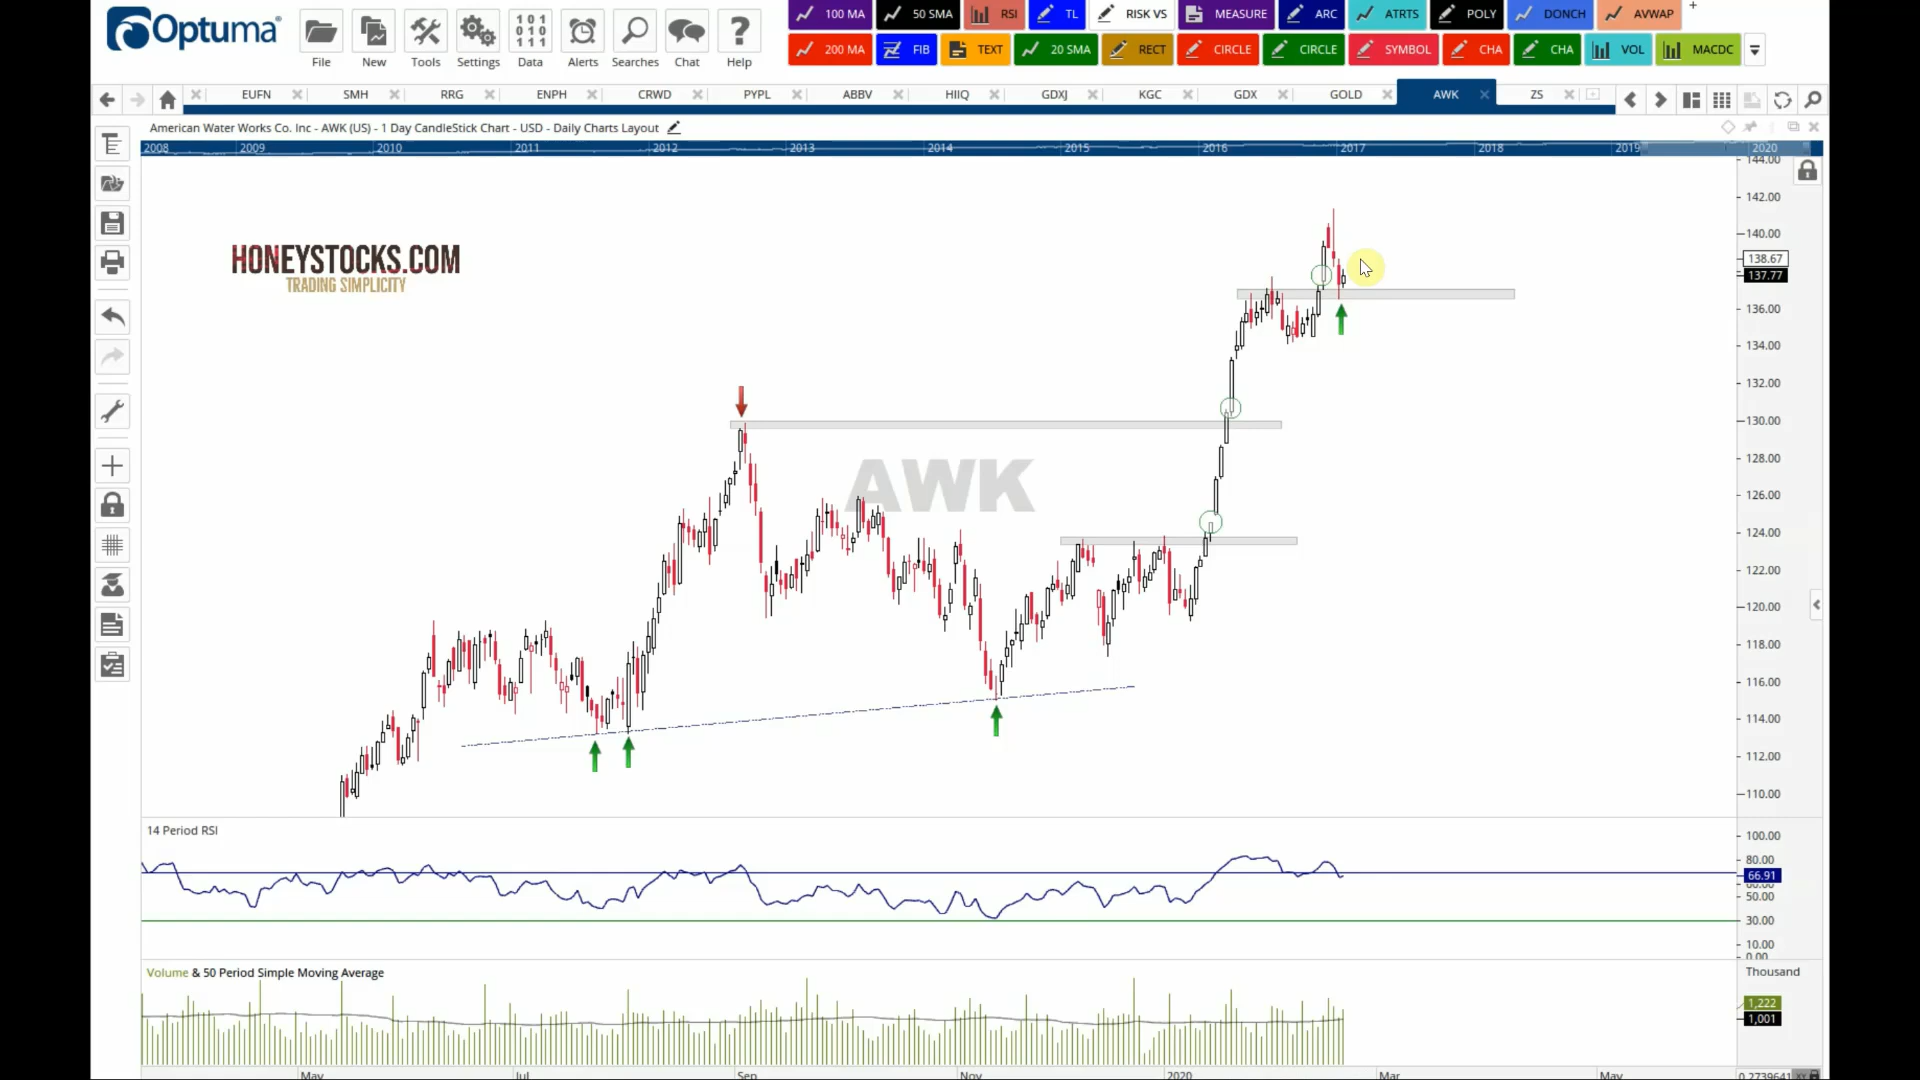 Optuma
File New Tools Settings Data Alerts Searches Chat Help
100 MA 50 SMA RSI TL RISK VS MEASURE ARC ATRTS POLY DONCH AVWAP
200 MA FIB TEXT 20 SMA RECT CIRCLE CIRCLE SYMBOL CHA CHA VOL MACDC
EUFN SMH RRG ENPH CRWD PYPL ABBV HIIQ GDXJ KGC GDX GOLD AWK ZS
American Water Works Co. Inc - AWK (US) - 1 Day CandleStick Chart - USD - Daily Charts Layout
2008 2009 2010 2011 2012 2013 2014 2015 2016 2017 2018 2019 2020
144.00
142.00
140.00
138.67
137.77
136.00
134.00
132.00
130.00
128.00
126.00
124.00
122.00
120.00
118.00
116.00
114.00
112.00
110.00
HONEYSTOCKS.COM
TRADING SIMPLICITY
AWK
14 Period RSI
100.00
80.00
66.91
50.00
30.00
10.00
0.00
Volume & 50 Period Simple Moving Average
Thousand
1,222
1,001
May Jul Sep Nov 2020 Mar May
0.2739641